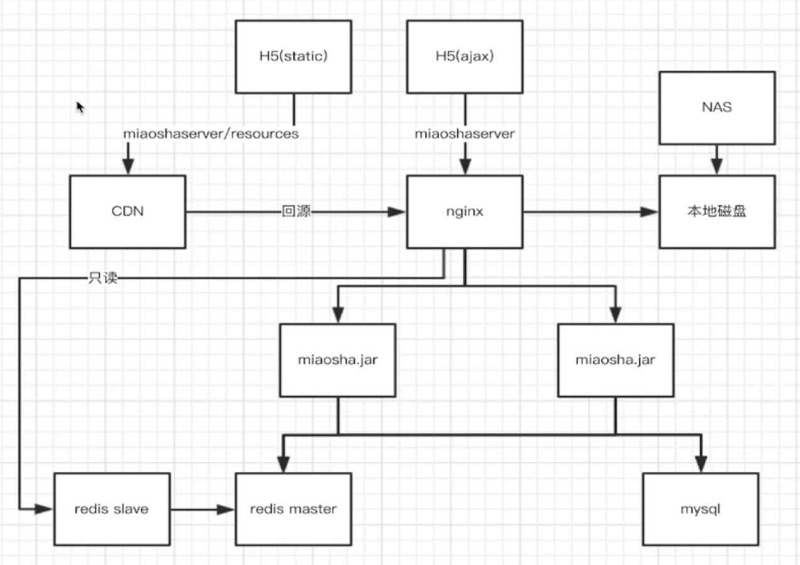 H5(static)
H5(ajax)
NAS
miaoshaserver/resources
miaoshaserver
CDN
回源
nginx
本地磁盘
只读
miaosha.jar
miaosha.jar
redis slave
redis master
mysql